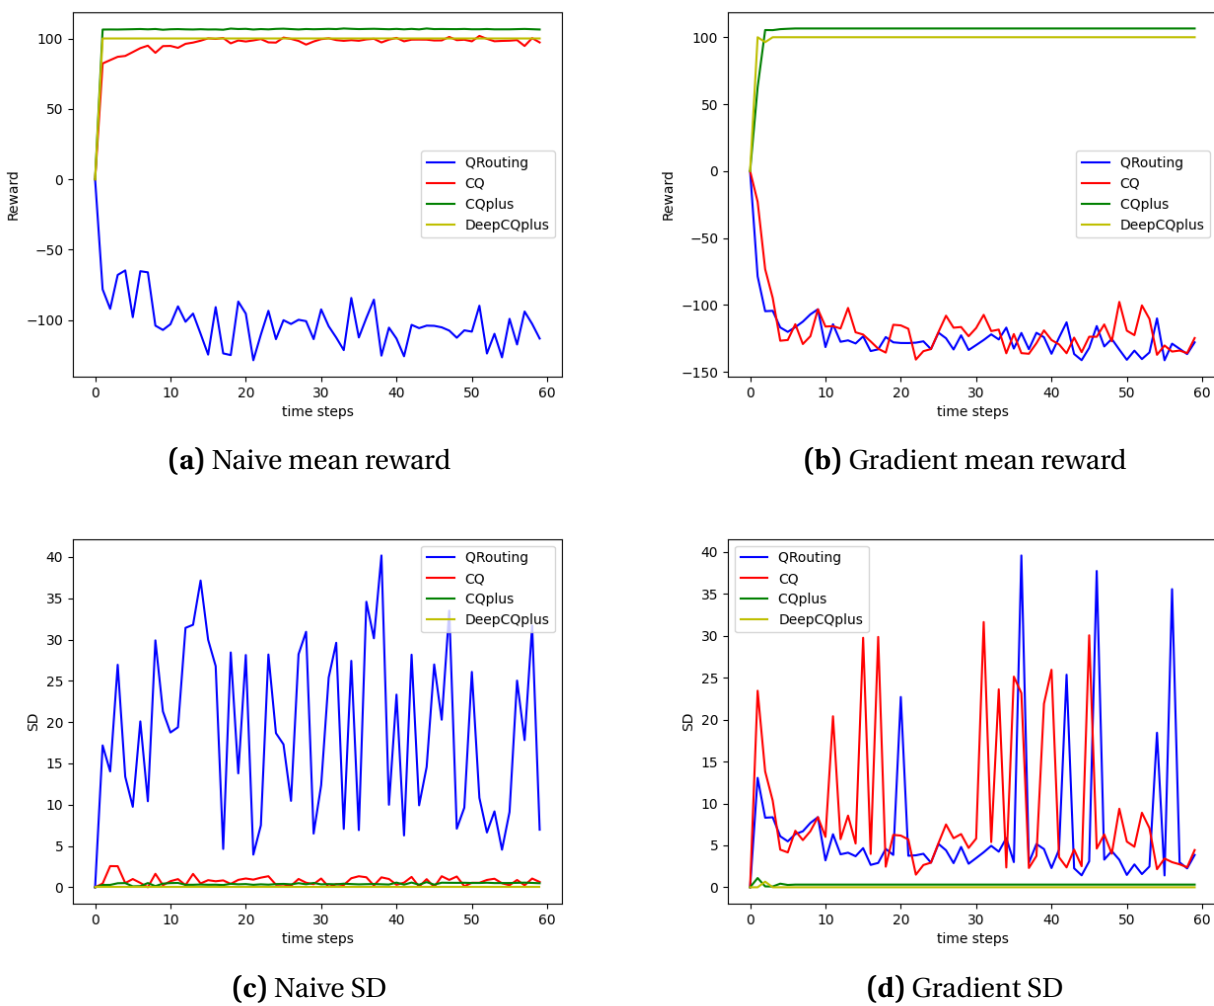 100
50
0
−50
−100
Reward
QRouting
CQ
CQplus
DeepCQplus
0 10 20 30 40 50 60
time steps
(a) Naive mean reward
100
50
0
−50
−100
−150
Reward
QRouting
CQ
CQplus
DeepCQplus
0 10 20 30 40 50 60
time steps
(b) Gradient mean reward
40
35
30
25
20
15
10
5
0
SD
QRouting
CQ
CQplus
DeepCQplus
0 10 20 30 40 50 60
time steps
(c) Naive SD
40
35
30
25
20
15
10
5
0
SD
QRouting
CQ
CQplus
DeepCQplus
0 10 20 30 40 50 60
time steps
(d) Gradient SD